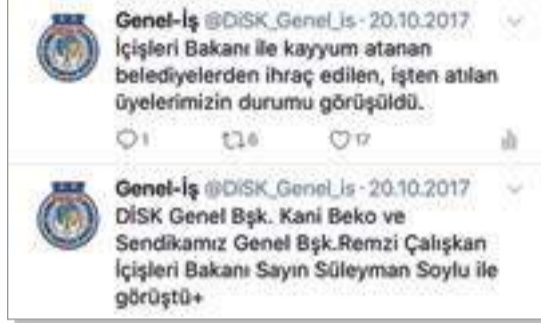 Genel-İş @DİSK_Genel_is · 20.10.2017
İçişleri Bakanı ile kayyum atanan
belediyelerden ihraç edilen, işten atılan
üyelerimizin durumu görüşüldü.
1 6 17
Genel-İş @DİSK_Genel_is · 20.10.2017
DİSK Genel Bşk. Kani Beko ve
Sendikamız Genel Bşk.Remzi Çalışkan
İçişleri Bakanı Sayın Süleyman Soylu ile
görüştü+